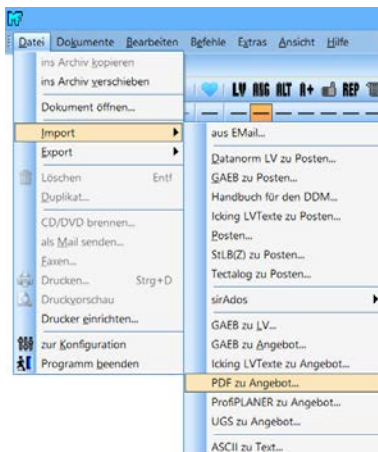 Datei Dokumente Bearbeiten Befehle Extras Ansicht Hilfe
ins Archiv kopieren
ins Archiv verschieben
Dokument öffnen...
Import
Export
Löschen Entf
Duplikat...
CD/DVD brennen...
als Mail senden...
Faxen...
Drucken... Strg+D
Druckvorschau
Drucker einrichten...
zur Konfiguration
Programm beenden
LV ALT A+ REP
aus EMail...
Datanorm LV zu Posten...
GAEB zu Posten...
Handbuch für den DDM...
Icking LVTexte zu Posten...
Posten...
StLB(Z) zu Posten...
Tectalog zu Posten...
sirAdos
GAEB zu LV...
GAEB zu Angebot...
Icking LVTexte zu Angebot...
PDF zu Angebot...
ProfiPLANER zu Angebot...
UGS zu Angebot...
ASCII zu Text...